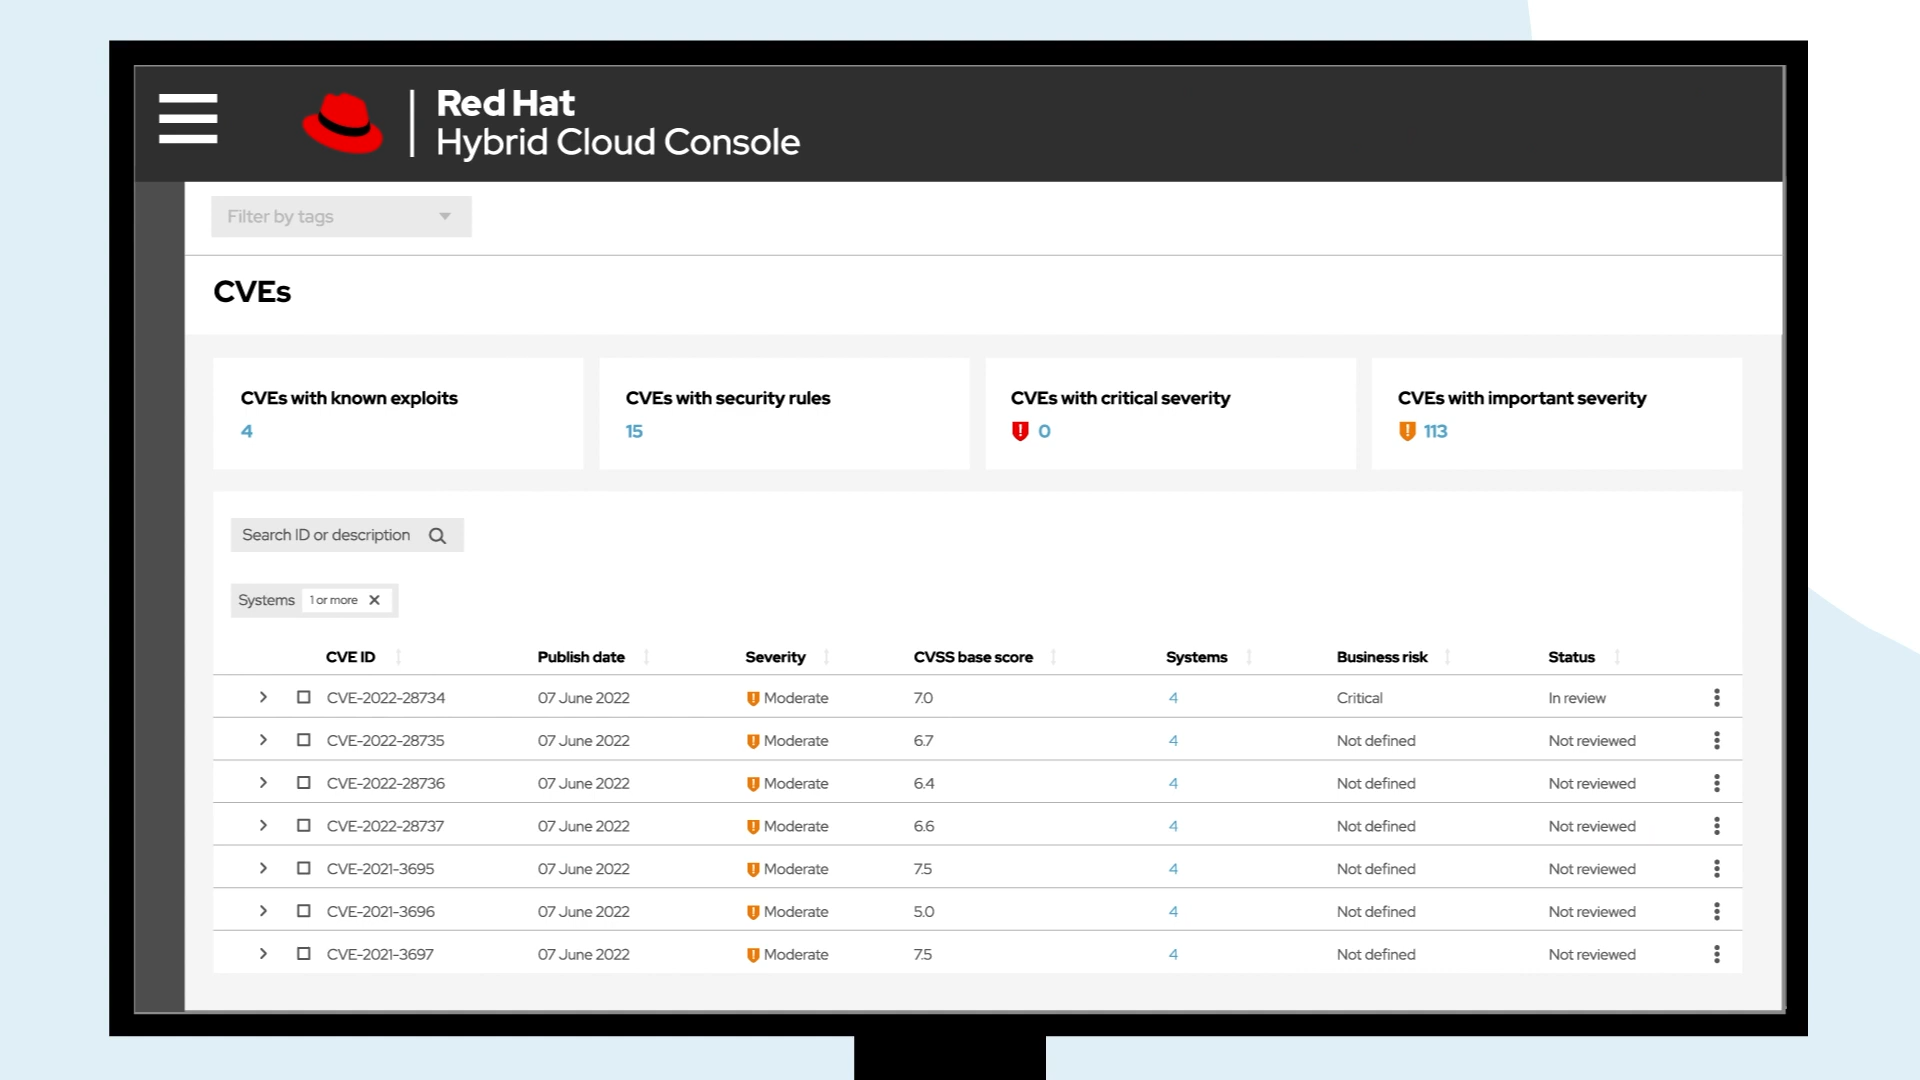 Red Hat
Hybrid Cloud Console
Filter by tags
CVEs
CVEs with known exploits
4
CVEs with security rules
15
CVEs with critical severity
0
CVEs with important severity
113
Search ID or description
Systems 1 or more
CVE ID Publish date Severity CVSS base score Systems Business risk Status
CVE-2022-28734 07 June 2022 Moderate 7.0 4 Critical In review
CVE-2022-28735 07 June 2022 Moderate 6.7 4 Not defined Not reviewed
CVE-2022-28736 07 June 2022 Moderate 6.4 4 Not defined Not reviewed
CVE-2022-28737 07 June 2022 Moderate 6.6 4 Not defined Not reviewed
CVE-2021-3695 07 June 2022 Moderate 7.5 4 Not defined Not reviewed
CVE-2021-3696 07 June 2022 Moderate 5.0 4 Not defined Not reviewed
CVE-2021-3697 07 June 2022 Moderate 7.5 4 Not defined Not reviewed